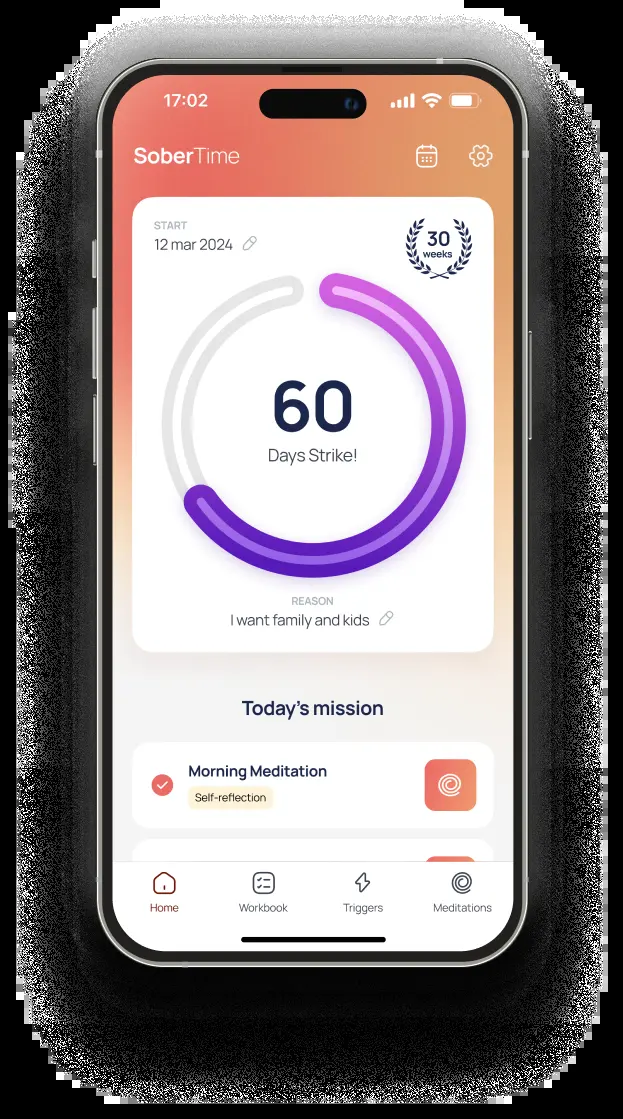 17:02
SoberTime
START
12 mar 2024
30
weeks
60
Days Strike!
REASON
I want family and kids
Today's mission
Morning Meditation
Self-reflection
Home
Workbook
Triggers
Meditations